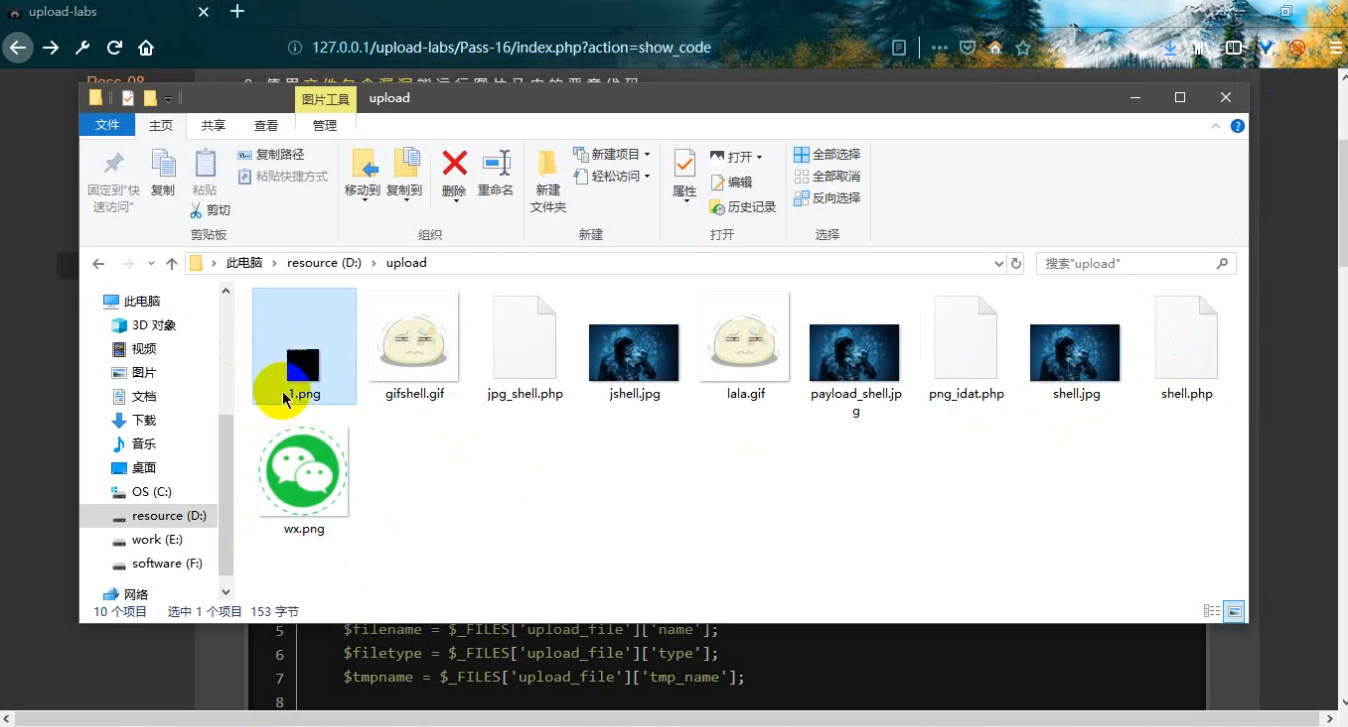 upload-labs
127.0.0.1/upload-labs/Pass-16/index.php?action=show_code
图片工具 upload
文件 主页 共享 查看 管理
固定到"快速访问"
复制
粘贴
复制路径
粘贴快捷方式
剪切
移动到 复制到 删除 重命名
新建
文件夹
新建项目
轻松访问
属性
打开
编辑
历史记录
全部选择
全部取消
反向选择
剪贴板 组织 新建 打开 选择
此电脑 resource (D:) upload
搜索"upload"
此电脑
3D 对象
视频
图片
文档
下载
音乐
桌面
OS (C:)
resource (D:)
work (E:)
software (F:)
网络
1.png gifshell.gif jpg_shell.php jshell.jpg lala.gif payload_shell.jp
g png_idat.php shell.jpg shell.php
wx.png
10 个项目 选中 1 个项目 153 字节
5 $filename = $_FILES['upload_file']['name'];
6 $filetype = $_FILES['upload_file']['type'];
7 $tmpname = $_FILES['upload_file']['tmp_name'];
8